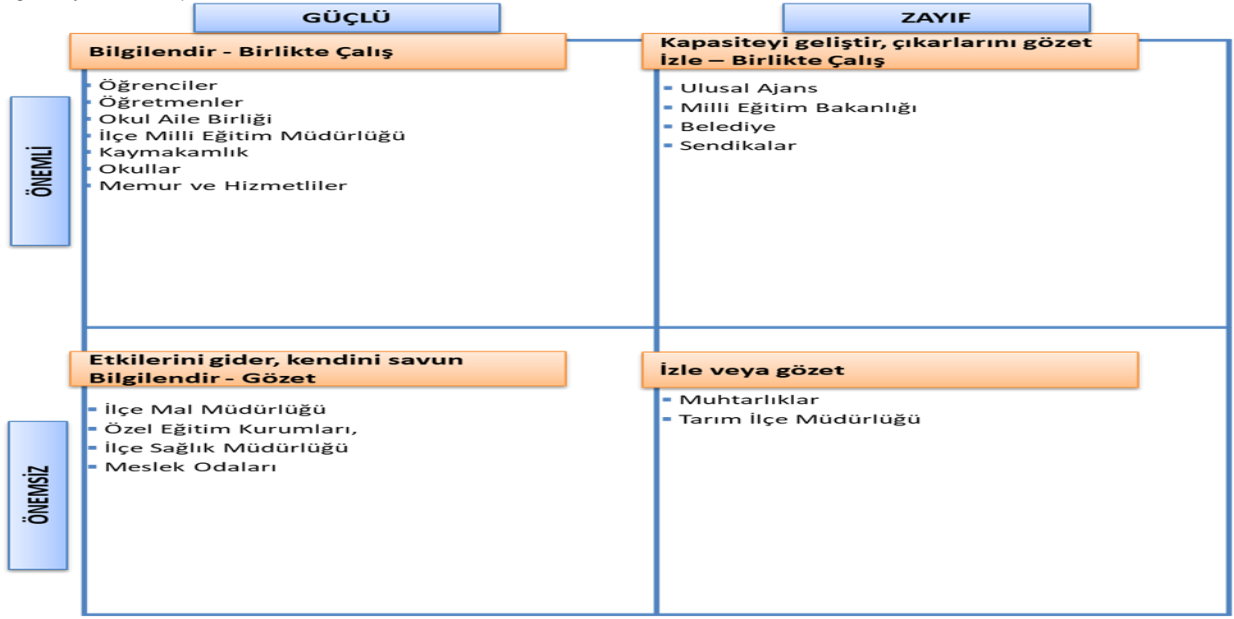 GÜÇLÜ
ZAYIF
ÖNEMLİ
Bilgilendir - Birlikte Çalış
Öğrenciler
Öğretmenler
Okul Aile Birliği
İlçe Milli Eğitim Müdürlüğü
Kaymakamlık
Okullar
Memur ve Hizmetliler
Kapasiteyi geliştir, çıkarlarını gözet
İzle – Birlikte Çalış
Ulusal Ajans
Milli Eğitim Bakanlığı
Belediye
Sendikalar
ÖNEMSİZ
Etkilerini gider, kendini savun
Bilgilendir - Gözet
İlçe Mal Müdürlüğü
Özel Eğitim Kurumları,
İlçe Sağlık Müdürlüğü
Meslek Odaları
İzle veya gözet
Muhtarlıklar
Tarım İlçe Müdürlüğü